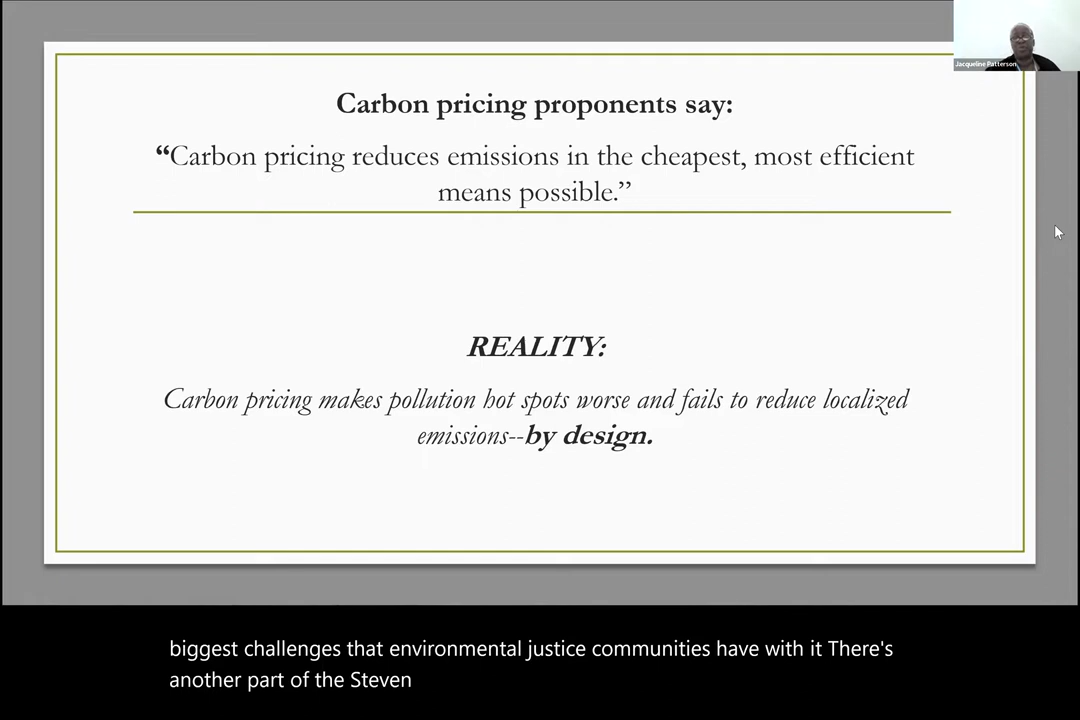 Jacqueline Patterson
Carbon pricing proponents say:
“Carbon pricing reduces emissions in the cheapest, most efficient
means possible.”
REALITY:
Carbon pricing makes pollution hot spots worse and fails to reduce localized
emissions--by design.
biggest challenges that environmental justice communities have with it There's
another part of the Steven